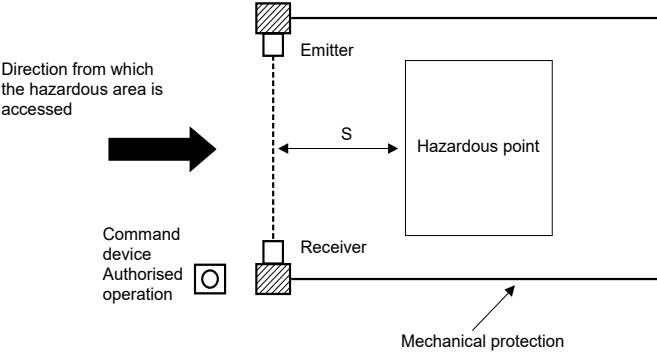 Emitter
Direction from which
the hazardous area is
accessed
S
Hazardous point
Command
device
Authorised
operation
Receiver
Mechanical protection